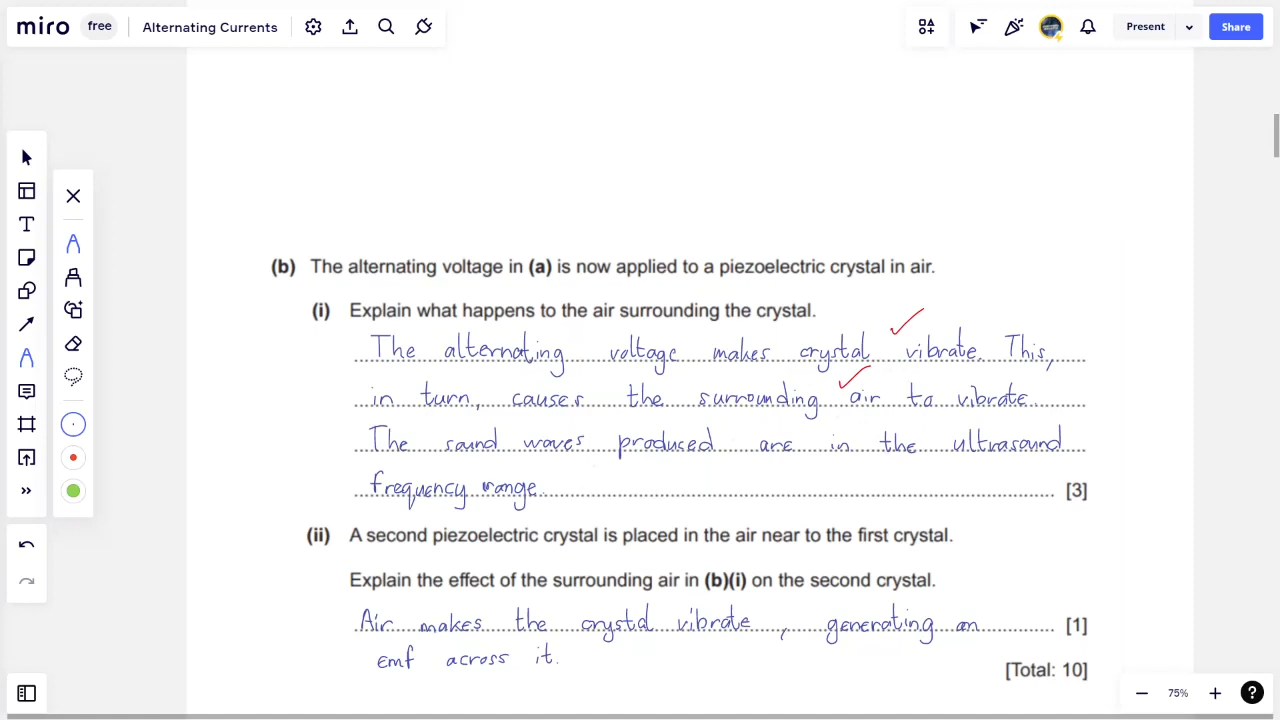 miro free Alternating Currents Present Share
(b) The alternating voltage in (a) is now applied to a piezoelectric crystal in air.
(i) Explain what happens to the air surrounding the crystal.
The alternating voltage makes crystal vibrate. This,
in turn, causes the surrounding air to vibrate.
The sound waves produced are in the ultrasound
frequency range. [3]
(ii) A second piezoelectric crystal is placed in the air near to the first crystal.
Explain the effect of the surrounding air in (b)(i) on the second crystal.
Air makes the crystal vibrate, generating an [1]
emf across it.
[Total: 10]
75%